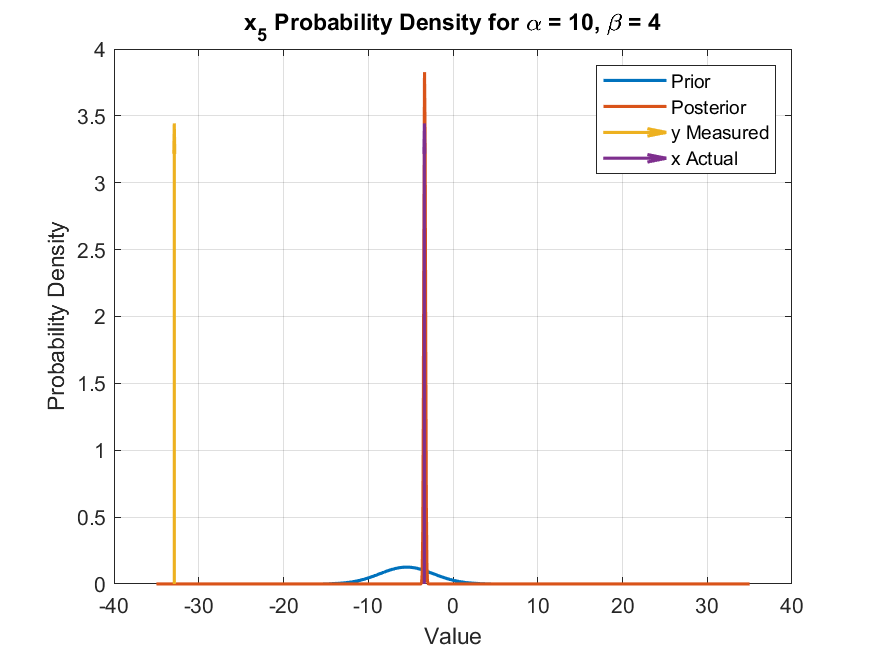 x5 Probability Density for α = 10, β = 4
Probability Density
4
3.5
3
2.5
2
1.5
1
0.5
0
Prior
Posterior
y Measured
x Actual
-40 -30 -20 -10 0 10 20 30 40
Value